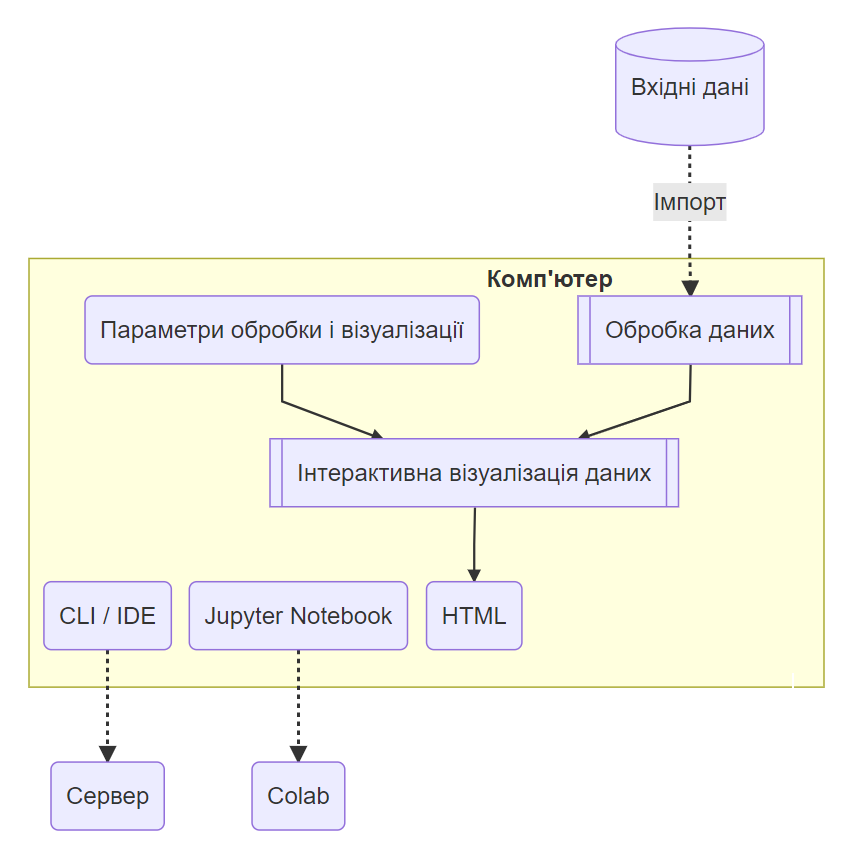 Вхідні дані
Імпорт
Комп'ютер
Параметри обробки і візуалізації
Обробка даних
Інтерактивна візуалізація даних
CLI / IDE
Jupyter Notebook
HTML
Сервер
Colab